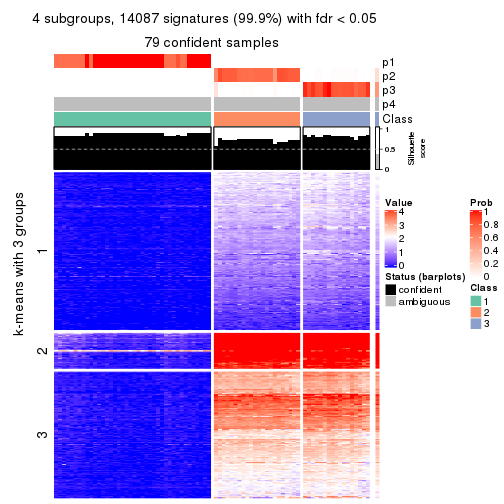 4 subgroups, 14087 signatures (99.9%) with fdr < 0.05
79 confident samples
p1
p2
p3
p4
Class
1
0.5
0
Silhouette
score
k-means with 3 groups
1
2
3
Value
4
3
2
1
0
Status (barplots)
confident
ambiguous
Prob
1
0.8
0.6
0.4
0.2
0
Class
1
2
3